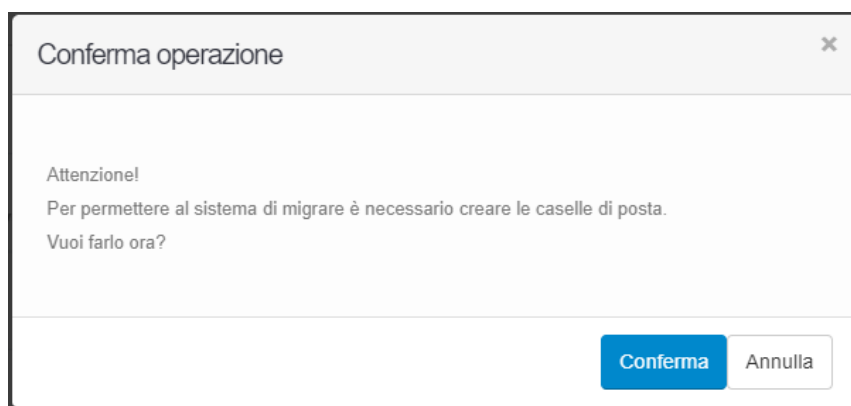 Conferma operazione
Attenzione!
Per permettere al sistema di migrare è necessario creare le caselle di posta.
Vuoi farlo ora?
Conferma Annulla